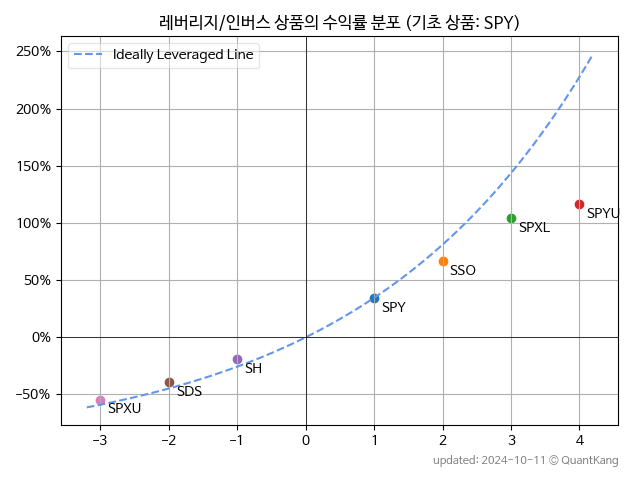 레버리지/인버스 상품의 수익률 분포 (기초 상품: SPY)
Ideally Leveraged Line
250%
200%
150%
100%
50%
0%
−50%
SPYU
SPXL
SSO
SPY
SH
SDS
SPXU
−3 −2 −1 0 1 2 3 4
updated: 2024-10-11 © QuantKang